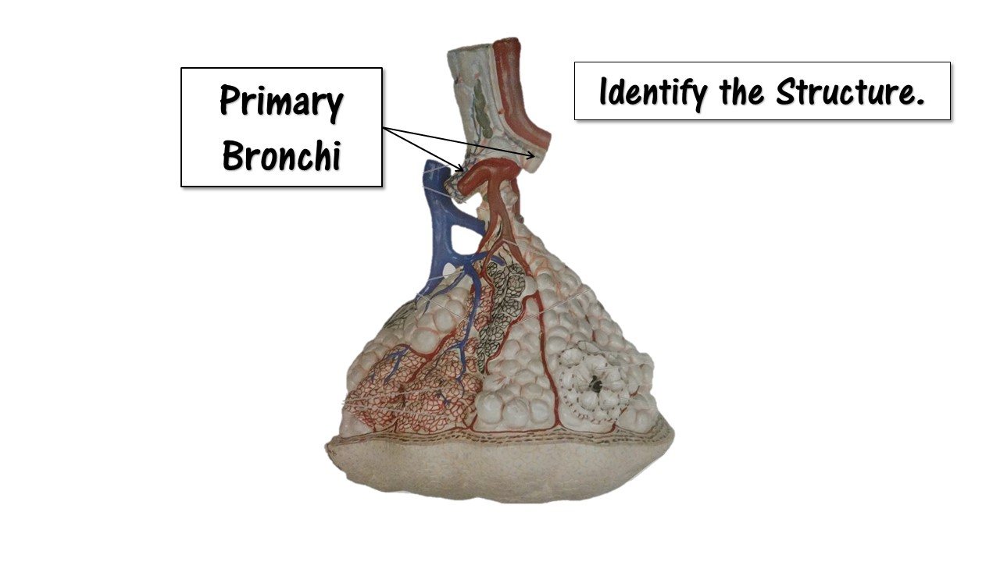 Primary
Bronchi
Identify the Structure.